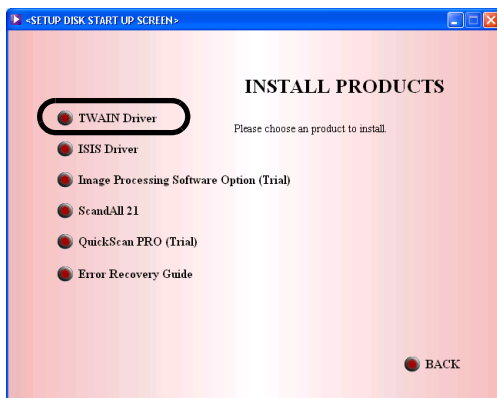 <SETUP DISK START UP SCREEN>
INSTALL PRODUCTS
Please choose an product to install.
TWAIN Driver
ISIS Driver
Image Processing Software Option (Trial)
ScandAll 21
QuickScan PRO (Trial)
Error Recovery Guide
BACK